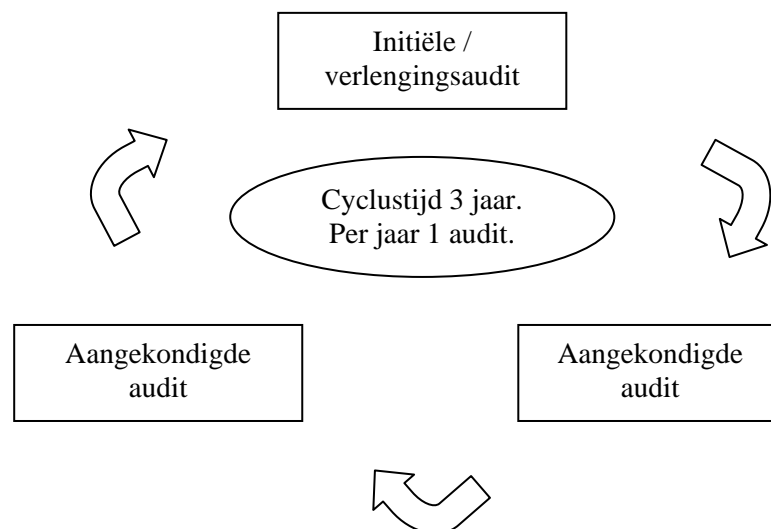 Initiële /
verlengingsaudit
Cyclustijd 3 jaar.
Per jaar 1 audit.
Aangekondigde
audit
Aangekondigde
audit